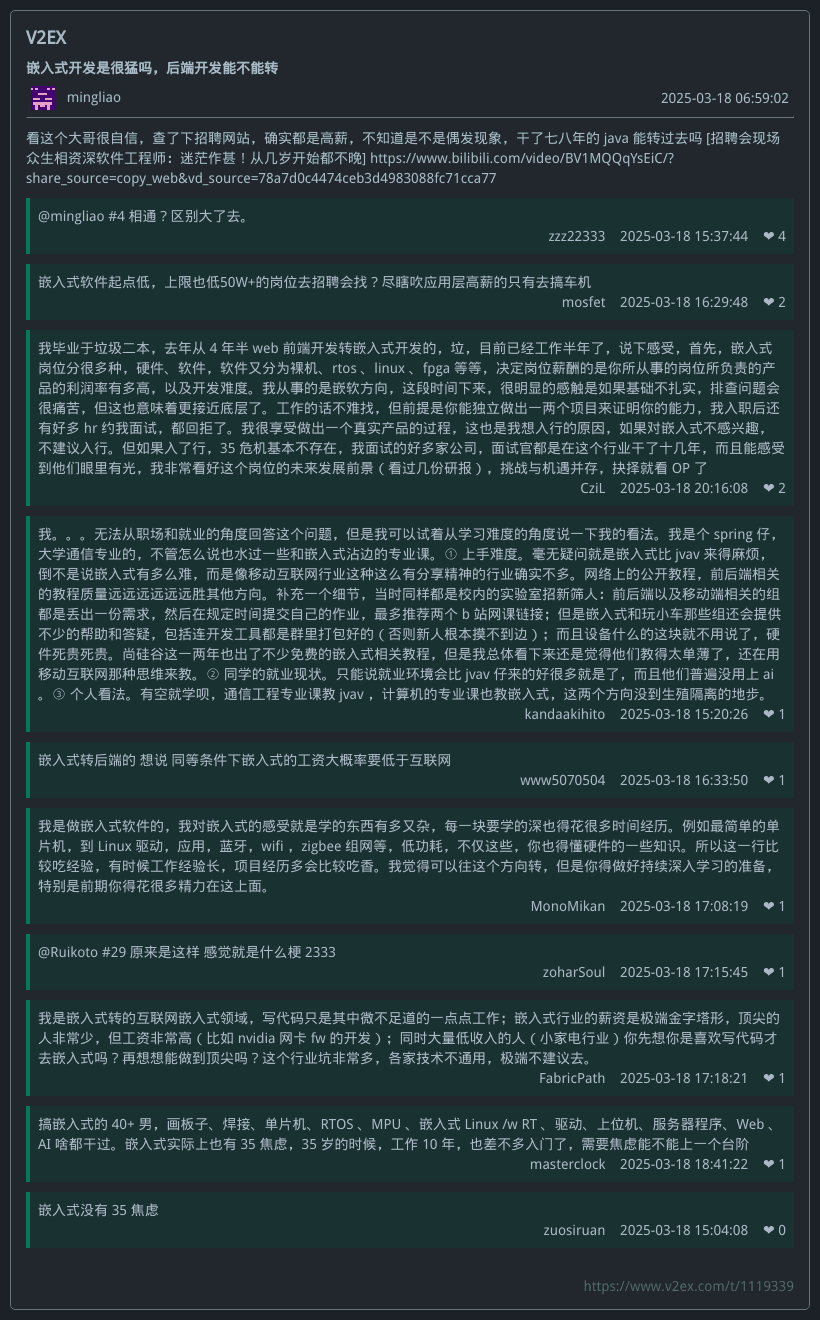 V2EX
嵌入式开发是很猛吗，后端开发能不能转
mingliao 2025-03-18 06:59:02
看这个大哥很自信，查了下招聘网站，确实都是高薪，不知道是不是偶发现象，干了七八年的 java 能转过去吗 [招聘会现场
众生相资深软件工程师：迷茫作甚！从几岁开始都不晚] https://www.bilibili.com/video/BV1MQQqYsEiC/?
share_source=copy_web&vd_source=78a7d0c4474ceb3d4983088fc71cca77
@mingliao #4 相通？区别大了去。
zzz22333 2025-03-18 15:37:44 ❤ 4
嵌入式软件起点低，上限也低50W+的岗位去招聘会找？尽瞎吹应用层高薪的只有去搞车机
mosfet 2025-03-18 16:29:48 ❤ 2
我毕业于垃圾二本，去年从 4 年半 web 前端开发转嵌入式开发的，垃，目前已经工作半年了，说下感受，首先，嵌入式
岗位分很多种，硬件、软件，软件又分为裸机、rtos 、linux 、fpga 等等，决定岗位薪酬的是你所从事的岗位所负责的产
品的利润率有多高，以及开发难度。我从事的是嵌软方向，这段时间下来，很明显的感触是如果基础不扎实，排查问题会
很痛苦，但这也意味着更接近底层了。工作的话不难找，但前提是你能独立做出一两个项目来证明你的能力，我入职后还
有好多 hr 约我面试，都回拒了。我很享受做出一个真实产品的过程，这也是我想入行的原因，如果对嵌入式不感兴趣，
不建议入行。但如果入了行，35 危机基本不存在，我面试的好多家公司，面试官都是在这个行业干了十几年，而且能感受
到他们眼里有光，我非常看好这个岗位的未来发展前景（看过几份研报），挑战与机遇并存，抉择就看 OP 了
CziL 2025-03-18 20:16:08 ❤ 2
我。。。无法从职场和就业的角度回答这个问题，但是我可以试着从学习难度的角度说一下我的看法。我是个 spring 仔，
大学通信专业的，不管怎么说也水过一些和嵌入式沾边的专业课。① 上手难度。毫无疑问就是嵌入式比 jvav 来得麻烦，
倒不是说嵌入式有多么难，而是像移动互联网行业这种这么有分享精神的行业确实不多。网络上的公开教程，前后端相关
的教程质量远远远远远远胜其他方向。补充一个细节，当时同样都是校内的实验室招新筛人：前后端以及移动端相关的组
都是丢出一份需求，然后在规定时间提交自己的作业，最多推荐两个 b 站网课链接；但是嵌入式和玩小车那些组还会提供
不少的帮助和答疑，包括连开发工具都是群里打包好的（否则新人根本摸不到边）；而且设备什么的这块就不用说了，硬
件死贵死贵。尚硅谷这一两年也出了不少免费的嵌入式相关教程，但是我总体看下来还是觉得他们教得太单薄了，还在用
移动互联网那种思维来教。② 同学的就业现状。只能说就业环境会比 jvav 仔来的好很多就是了，而且他们普遍没用上 ai
。③ 个人看法。有空就学呗，通信工程专业课教 jvav ，计算机的专业课也教嵌入式，这两个方向没到生殖隔离的地步。
kandaakihito 2025-03-18 15:20:26 ❤ 1
嵌入式转后端的 想说 同等条件下嵌入式的工资大概率要低于互联网
www5070504 2025-03-18 16:33:50 ❤ 1
我是做嵌入式软件的，我对嵌入式的感受就是学的东西有多又杂，每一块要学的深也得花很多时间经历。例如最简单的单
片机，到 Linux 驱动，应用，蓝牙，wifi ，zigbee 组网等，低功耗，不仅这些，你也得懂硬件的一些知识。所以这一行比
较吃经验，有时候工作经验长，项目经历多会比较吃香。我觉得可以往这个方向转，但是你得做好持续深入学习的准备，
特别是前期你得花很多精力在这上面。
MonoMikan 2025-03-18 17:08:19 ❤ 1
@Ruikoto #29 原来是这样 感觉就是什么梗 2333
zoharSoul 2025-03-18 17:15:45 ❤ 1
我是嵌入式转的互联网嵌入式领域，写代码只是其中微不足道的一点点工作；嵌入式行业的薪资是极端金字塔形，顶尖的
人非常少，但工资非常高（比如 nvidia 网卡 fw 的开发）；同时大量低收入的人（小家电行业）你先想你是喜欢写代码才
去嵌入式吗？再想想能做到顶尖吗？这个行业坑非常多，各家技术不通用，极端不建议去。
FabricPath 2025-03-18 17:18:21 ❤ 1
搞嵌入式的 40+ 男，画板子、焊接、单片机、RTOS 、MPU 、嵌入式 Linux /w RT 、驱动、上位机、服务器程序、Web 、
AI 啥都干过。嵌入式实际上也有 35 焦虑，35 岁的时候，工作 10 年，也差不多入门了，需要焦虑能不能上一个台阶
masterclock 2025-03-18 18:41:22 ❤ 1
嵌入式没有 35 焦虑
zuosiruan 2025-03-18 15:04:08 ❤ 0
https://www.v2ex.com/t/1119339